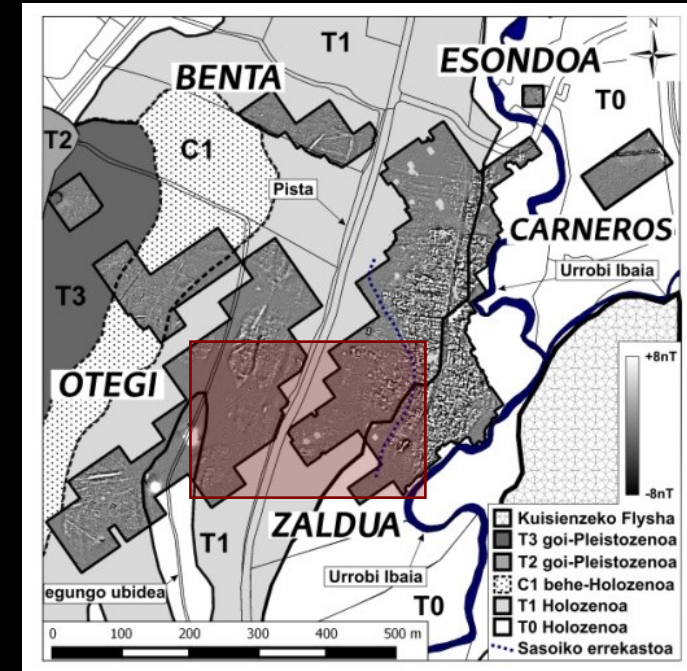 N
T1
BENTA
ESONDOA
T0
T2
C1
Pista
CARNEROS
Urrobi Ibaia
T3
OTEGI
+8nT
-8nT
ZALDUA
T1
Urrobi Ibaia
T0
egungo ubidea
Kuisienzeko Flysha
T3 goi-Pleistozenoa
T2 goi-Pleistozenoa
C1 behe-Holozenoa
T1 Holozenoa
T0 Holozenoa
Sasoiko errekastoa
0 100 200 300 400 500 m